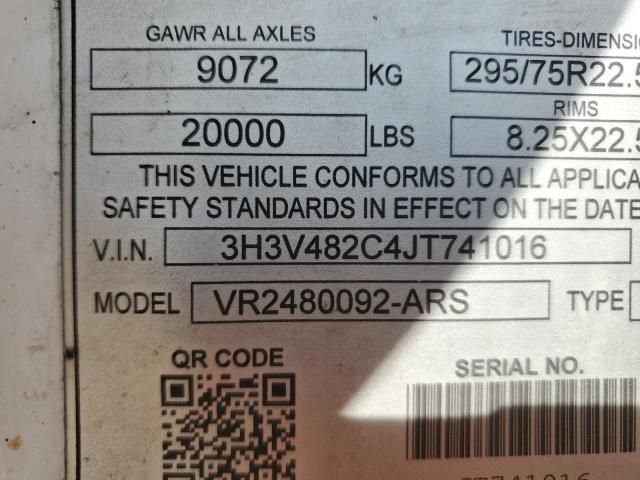 GAWR ALL AXLES TIRES-DIMENSI
9072 KG 295/75R22.5
RIMS
20000 LBS 8.25X22.5
THIS VEHICLE CONFORMS TO ALL APPLICA
SAFETY STANDARDS IN EFFECT ON THE DATE
V.I.N. 3H3V482C4JT741016
MODEL VR2480092-ARS TYPE
QR CODE SERIAL NO.
JT741016